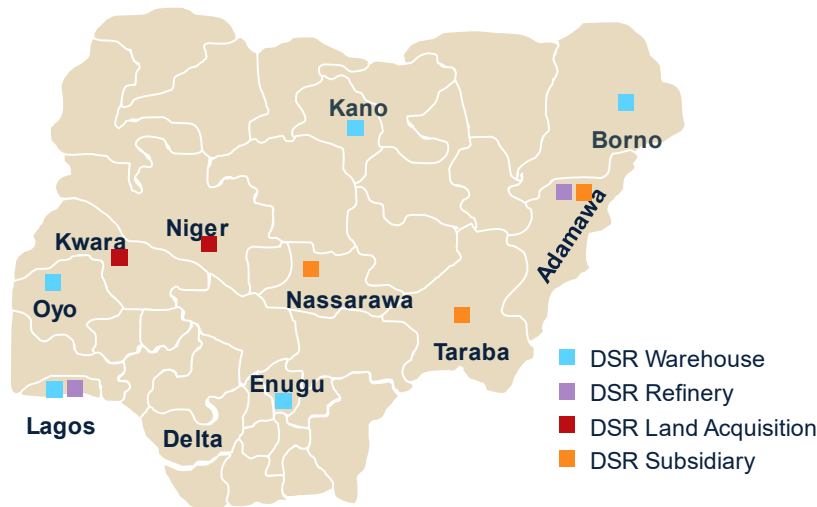 Kano
Borno
Adamawa
Niger
Kwara
Nassarawa
Oyo
Taraba
Enugu
Lagos
Delta
DSR Warehouse
DSR Refinery
DSR Land Acquisition
DSR Subsidiary